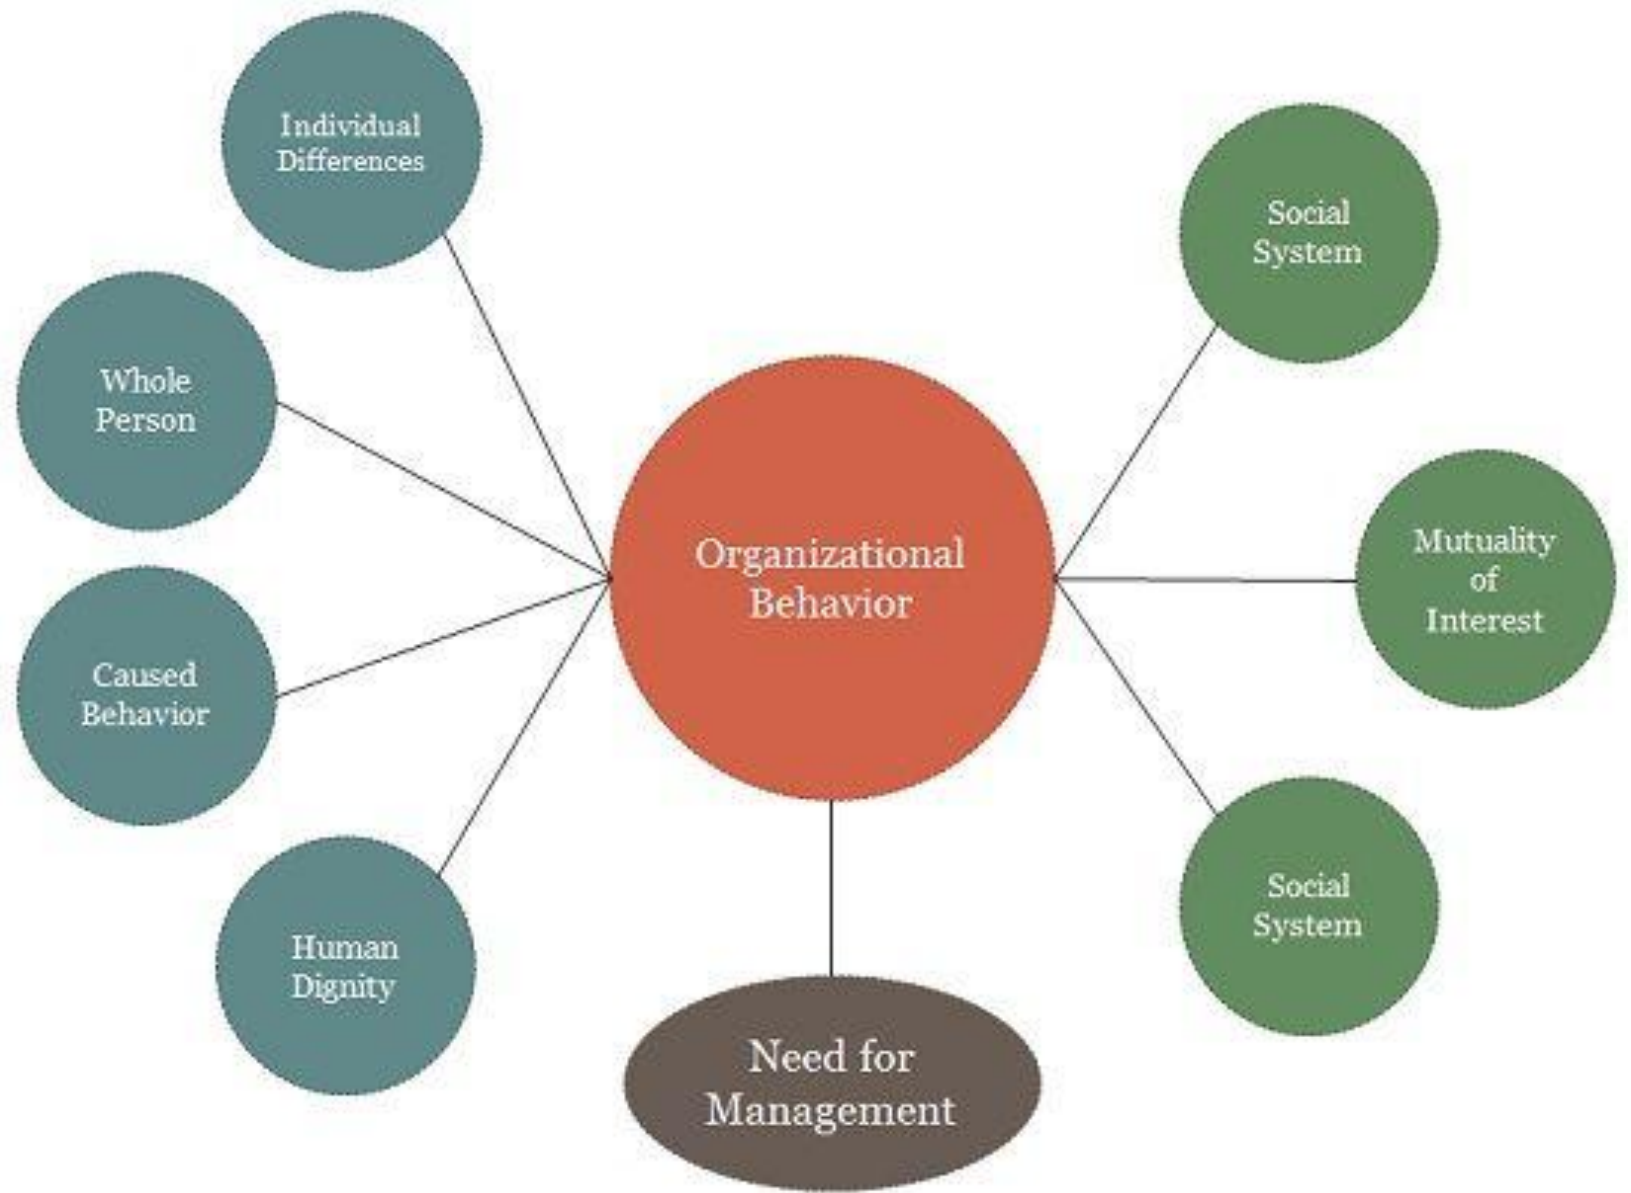 Individual
Differences
Whole
Person
Caused
Behavior
Human
Dignity
Organizational
Behavior
Need for
Management
Social
System
Mutuality
of
Interest
Social
System